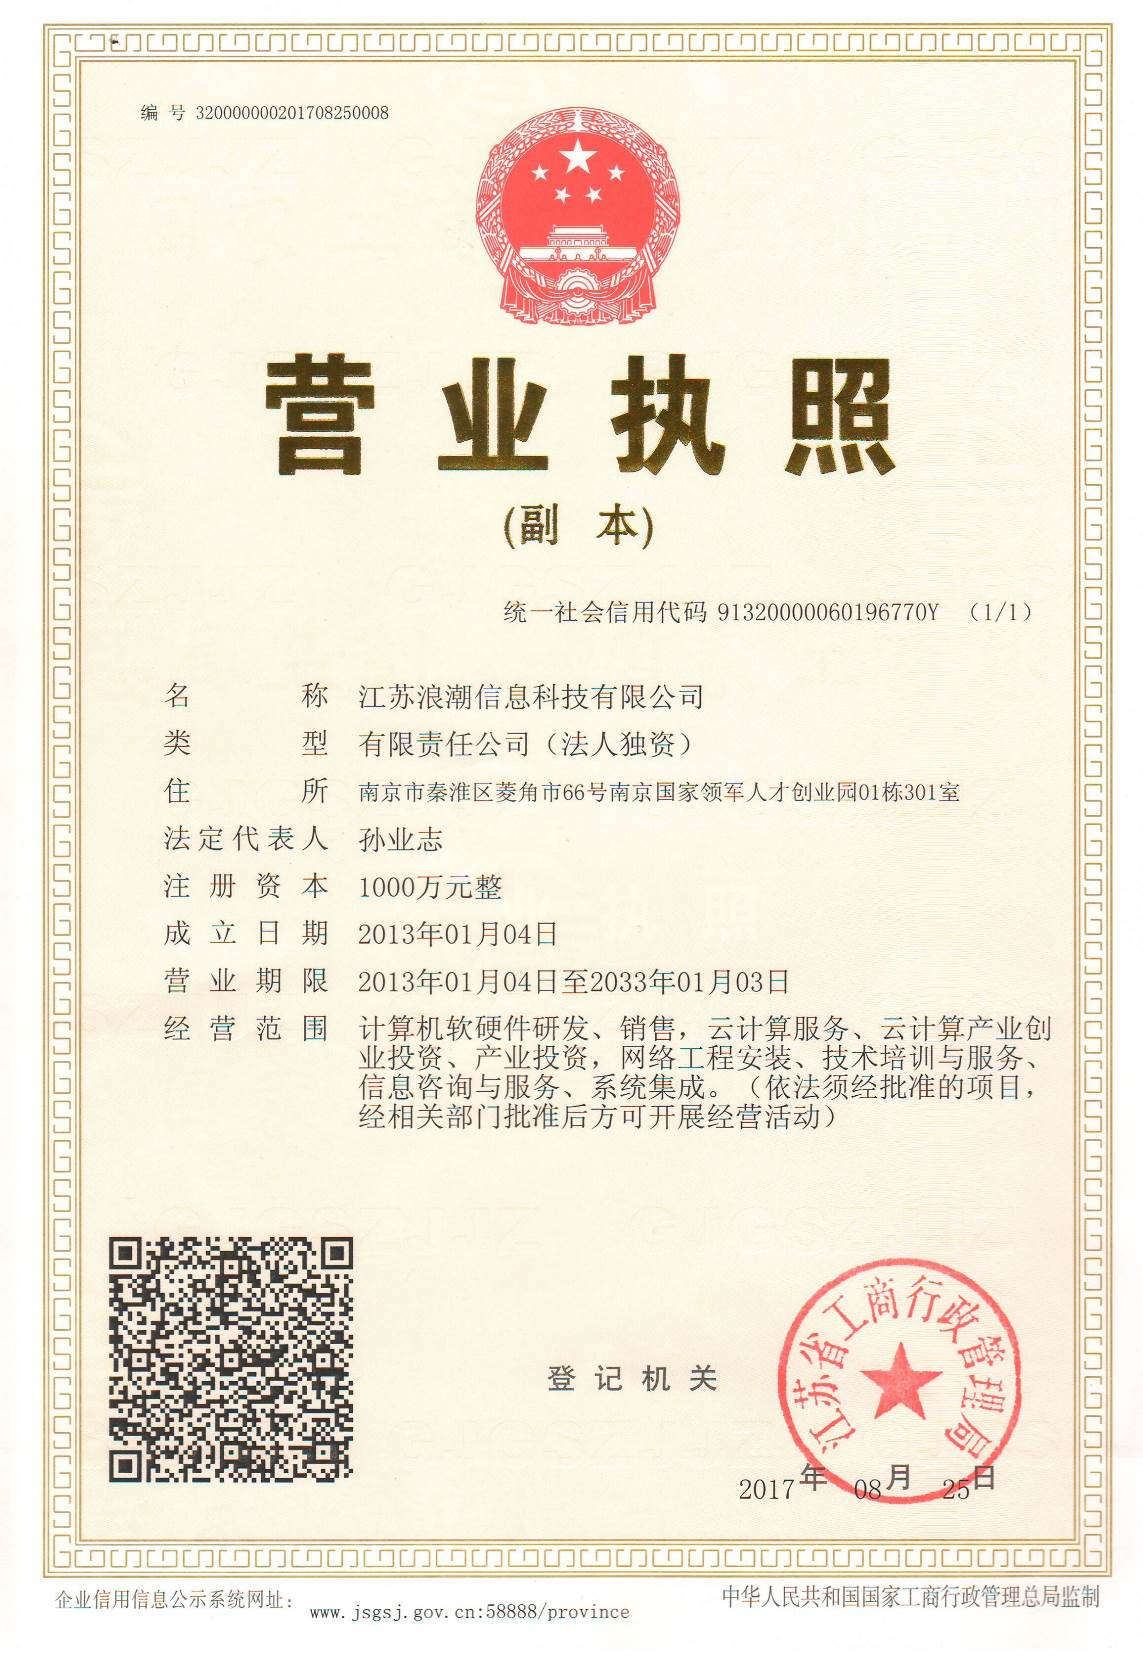 编 号 320000000201708250008
营业执照
(副 本)
统一社会信用代码 91320000060196770Y （1/1）
名 称 江苏浪潮信息科技有限公司
类 型 有限责任公司（法人独资）
住 所 南京市秦淮区菱角市66号南京国家领军人才创业园01栋301室
法定代表人 孙业志
注册资本 1000万元整
成立日期 2013年01月04日
营业期限 2013年01月04日至2033年01月03日
经营范围 计算机软硬件研发、销售，云计算服务、云计算产业创
业投资、产业投资，网络工程安装、技术培训与服务、
信息咨询与服务、系统集成。（依法须经批准的项目，
经相关部门批准后方可开展经营活动）
江苏省工商行政管理局
登记机关
2017年 08月 25日
企业信用信息公示系统网址： www.jsgsj.gov.cn:58888/province
中华人民共和国国家工商行政管理总局监制